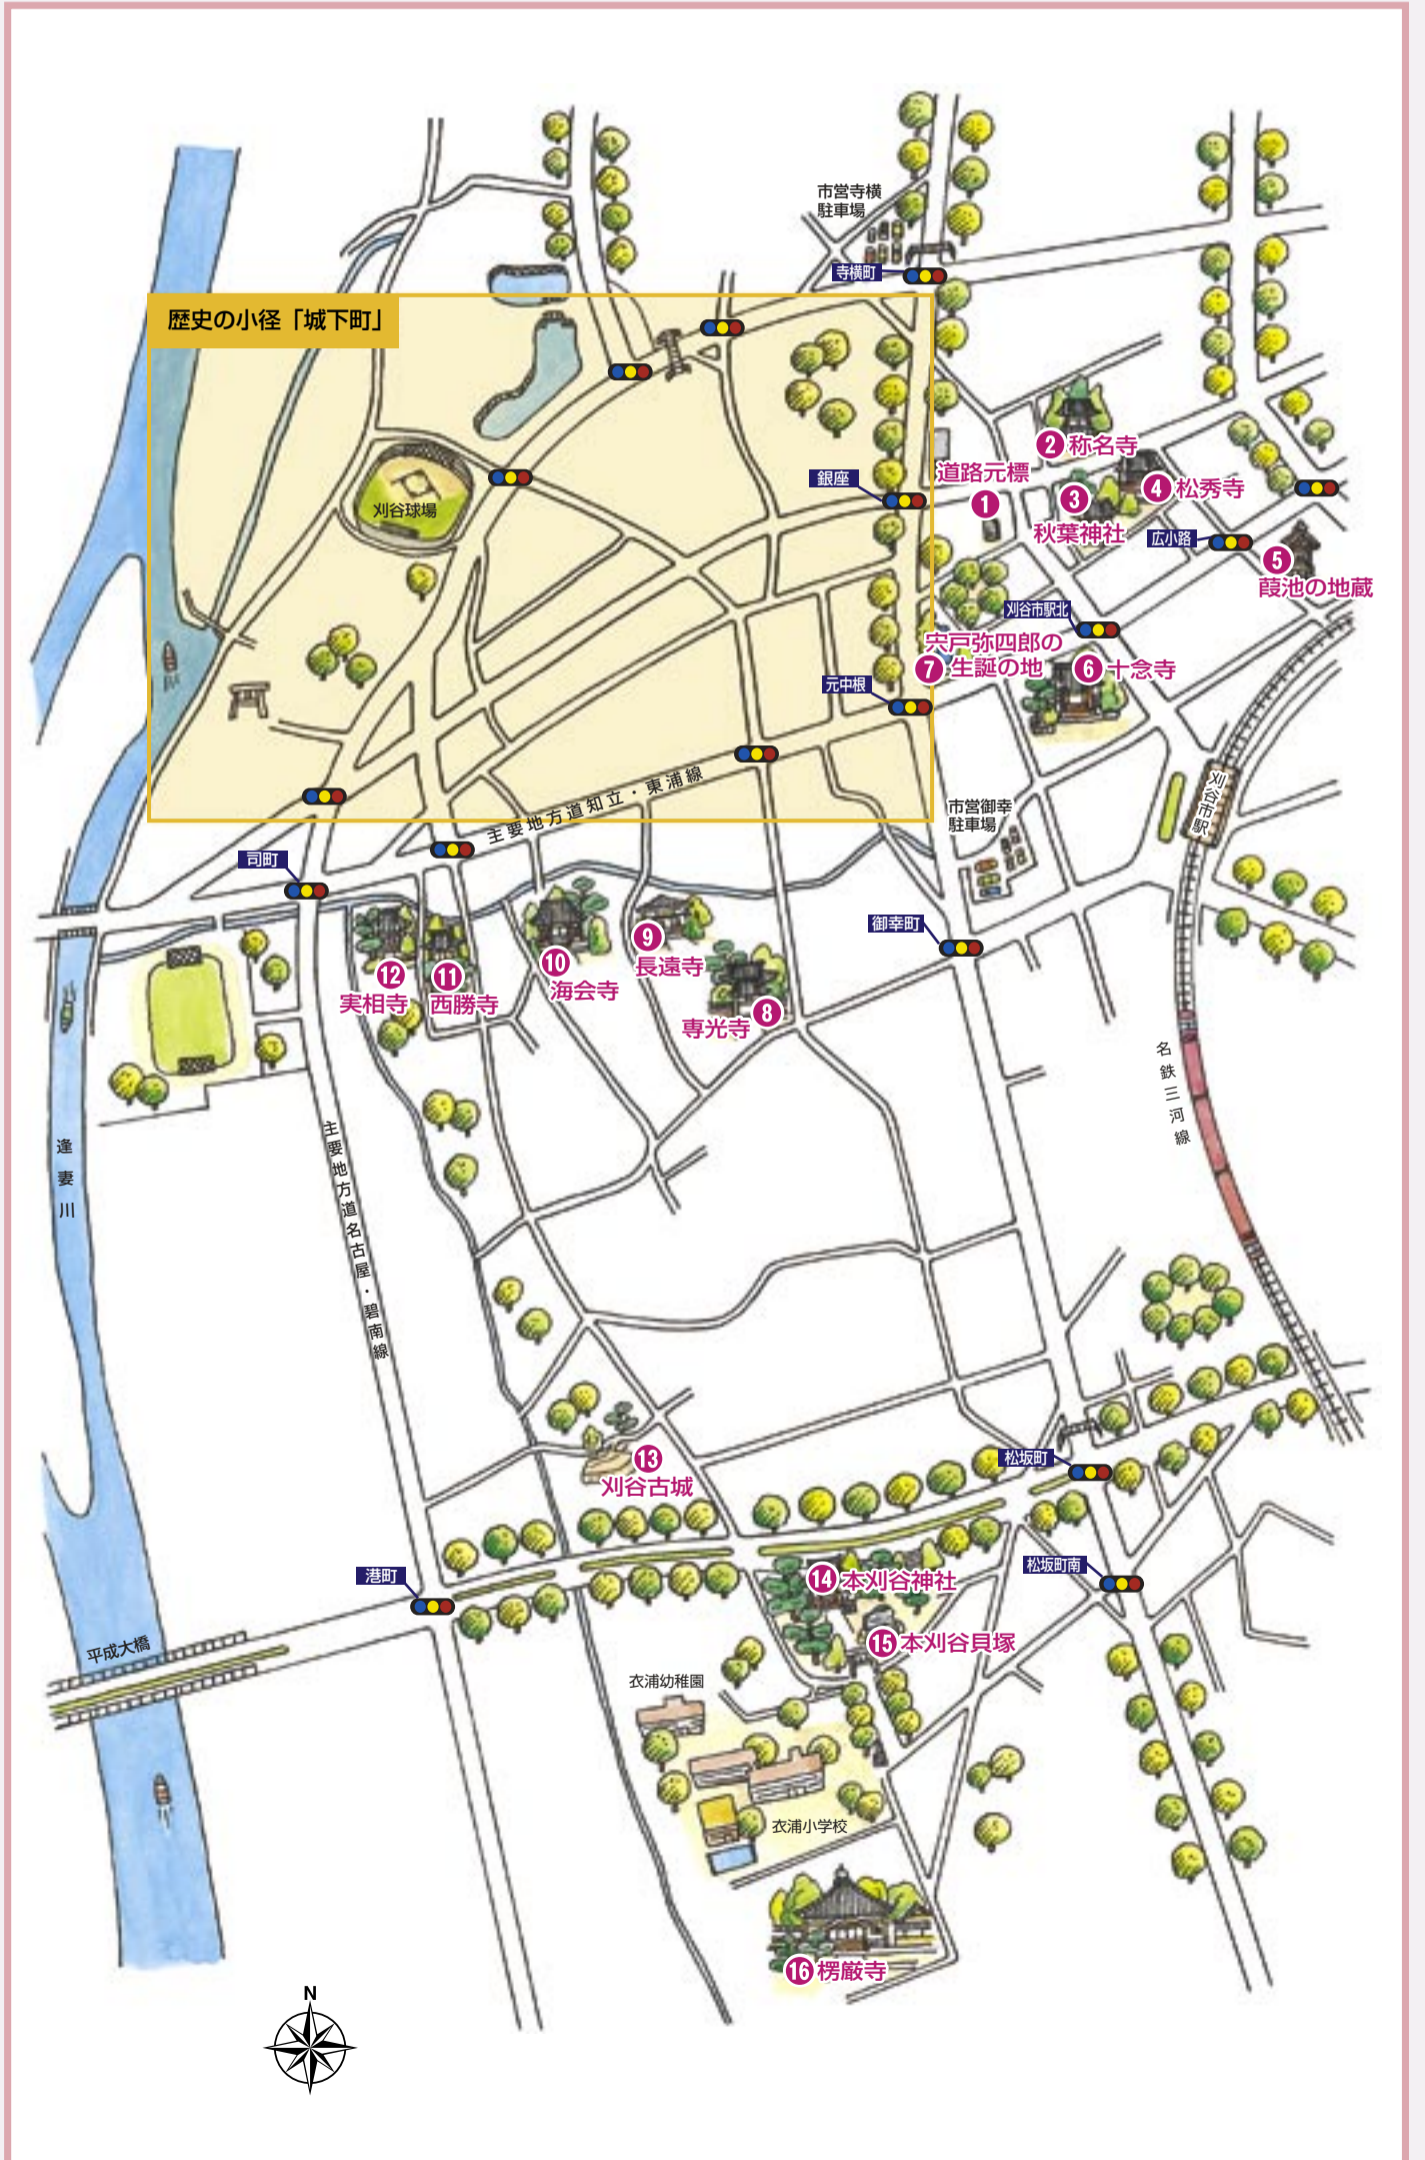 市営寺横
駐車場
寺横町
歴史の小径「城下町」
2 称名寺
道路元標
1
銀座
3
秋葉神社
4 松秀寺
刈谷球場
広小路
5
葭池の地蔵
刈谷市駅北
宍戸弥四郎の
7 生誕の地
6 十念寺
元中根
主要地方道知立・東浦線
刈谷市駅
市営御幸
駐車場
司町
御幸町
9
長遠寺
10
海会寺
11
西勝寺
12
実相寺
専光寺 8
名鉄三河線
逢妻川
主要地方道名古屋・碧南線
13
刈谷古城
松坂町
松坂町南
港町
14 本刈谷神社
15 本刈谷貝塚
平成大橋
衣浦幼稚園
衣浦小学校
16 楞厳寺
N